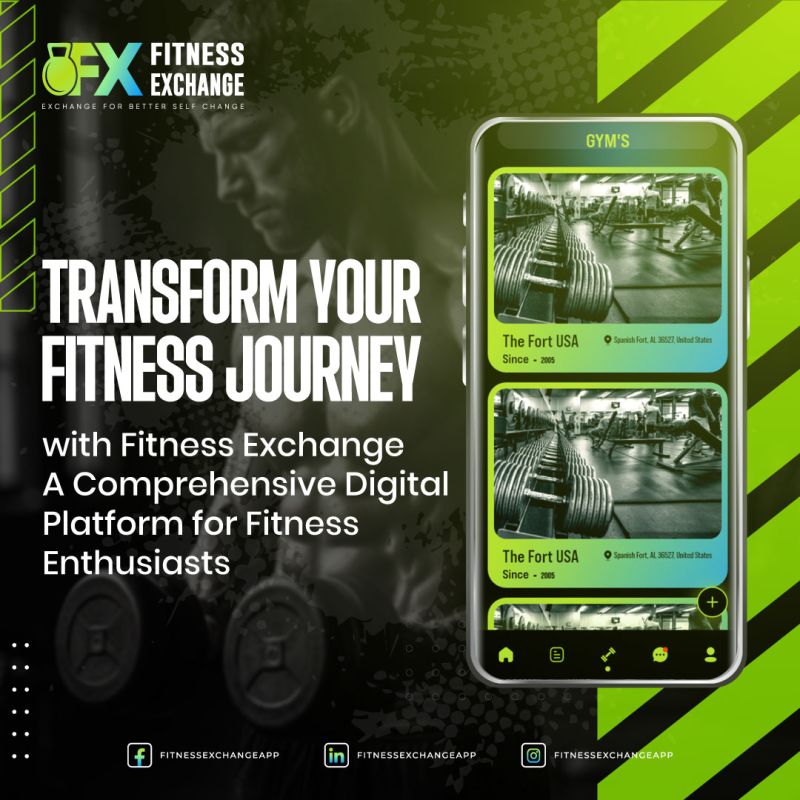 FX FITNESS
EXCHANGE
EXCHANGE FOR BETTER SELF CHANGE
TRANSFORM YOUR
FITNESS JOURNEY
with Fitness Exchange
A Comprehensive Digital
Platform for Fitness
Enthusiasts
GYM'S
The Fort USA
Spanish Fort, AL 36527, United States
Since - 2005
The Fort USA
Spanish Fort, AL 36527, United States
Since - 2005
FITNESSEXCHANGEAPP
FITNESSEXCHANGEAPP
FITNESSEXCHANGEAPP